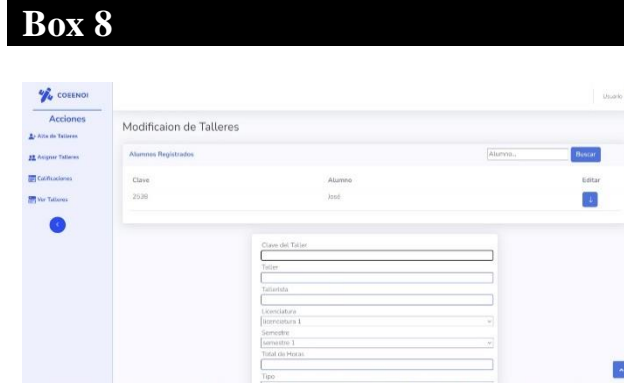 Box 8
COEENOI
Usuario
Acciones
Alta de Talleres
Asignar Talleres
Calificaciones
Ver Talleres
Modificaion de Talleres
Alumnos Registrados
Alumno...
Buscar
Clave Alumno Editar
2539 José
Clave del Taller
Taller
Tallerista
Licenciatura
licenciatura 1
Semestre
semestre 1
Total de Horas
Tipo